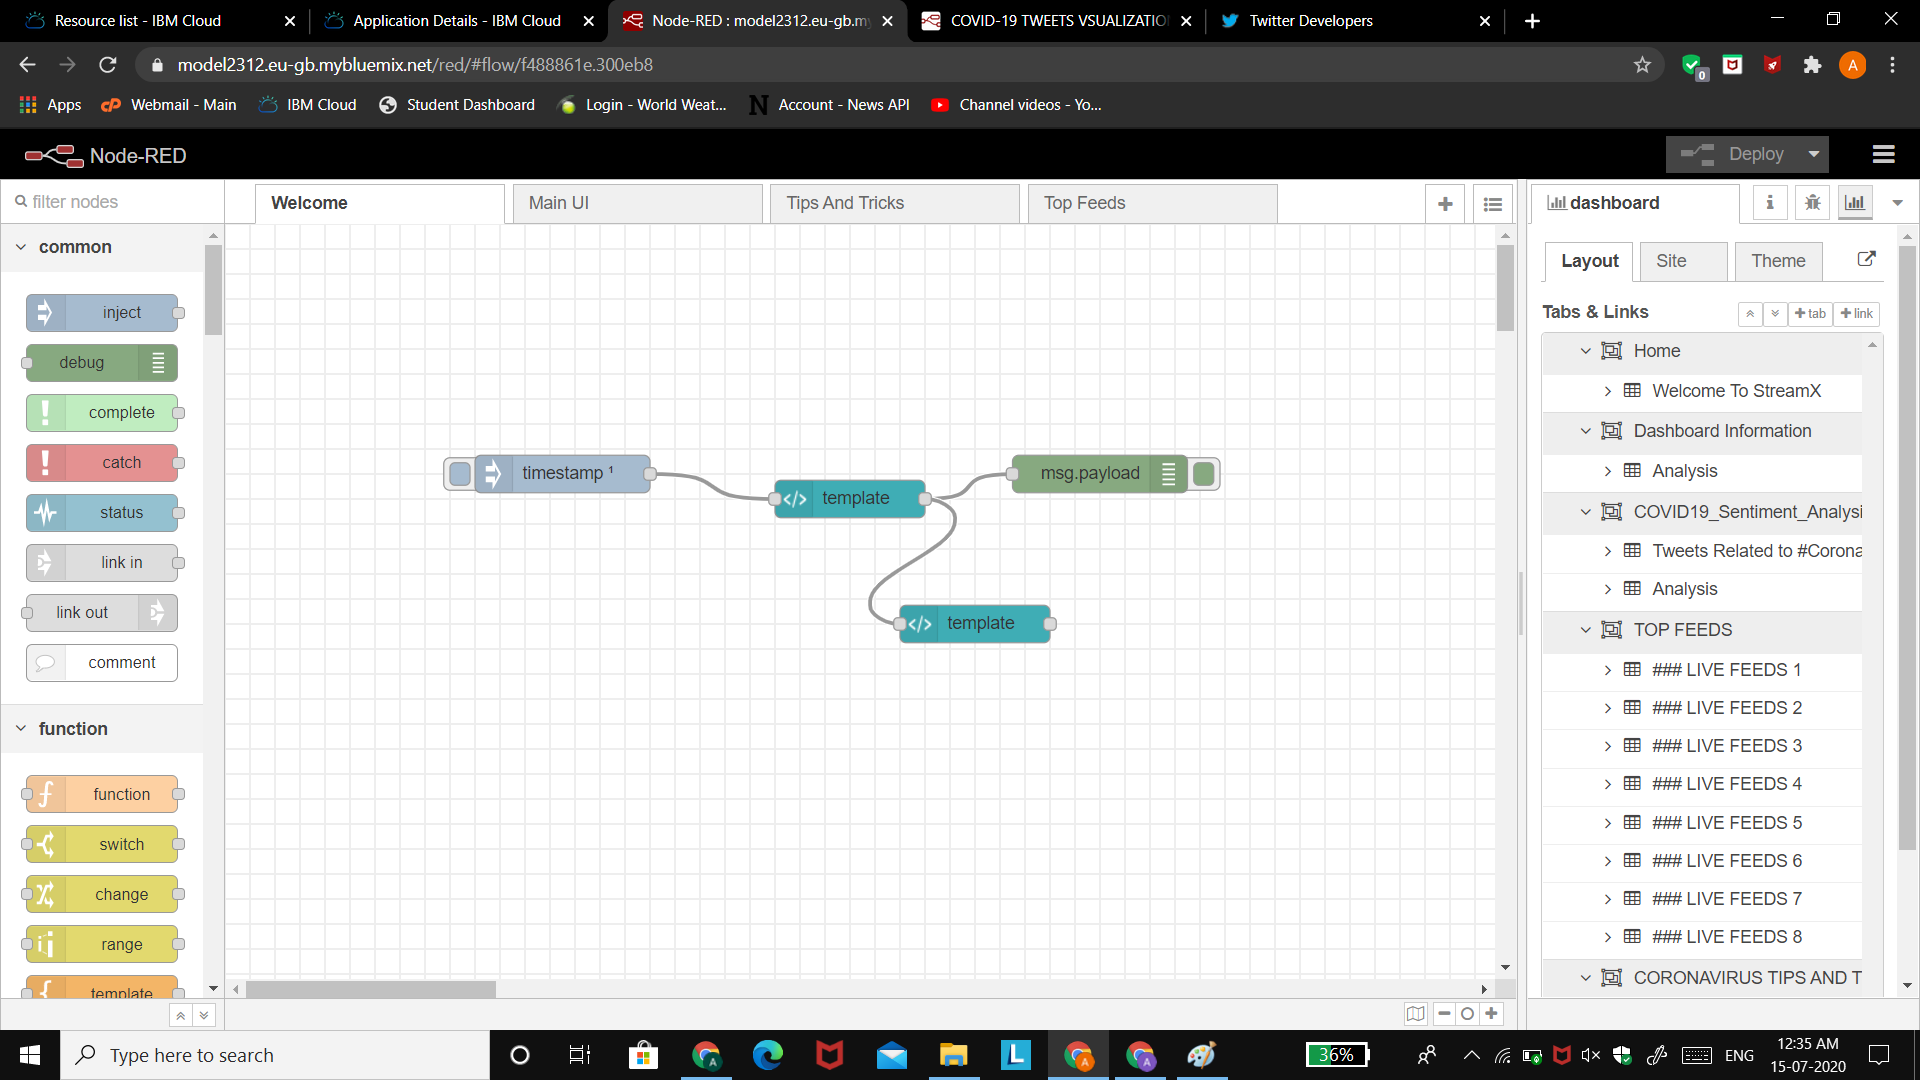 Resource list - IBM Cloud
Application Details - IBM Cloud
Node-RED : model2312.eu-gb.my
COVID-19 TWEETS VSUALIZATIO
Twitter Developers
model2312.eu-gb.mybluemix.net/red/#flow/f488861e.300eb8
0
A
Apps
Webmail - Main
IBM Cloud
Student Dashboard
Login - World Weat...
N
Account - News API
Channel videos - Yo...
Node-RED
Deploy
filter nodes
Welcome
Main UI
Tips And Tricks
Top Feeds
dashboard
common
inject
debug
complete
catch
status
link in
link out
comment
function
function
switch
change
range
template
timestamp ¹
template
msg.payload
template
Layout
Site
Theme
Tabs & Links
tab
link
Home
Welcome To StreamX
Dashboard Information
Analysis
COVID19_Sentiment_Analysi
Tweets Related to #Corona
Analysis
TOP FEEDS
### LIVE FEEDS 1
### LIVE FEEDS 2
### LIVE FEEDS 3
### LIVE FEEDS 4
### LIVE FEEDS 5
### LIVE FEEDS 6
### LIVE FEEDS 7
### LIVE FEEDS 8
CORONAVIRUS TIPS AND T
Type here to search
A
L
A
A
36%
ENG
12:35 AM
15-07-2020